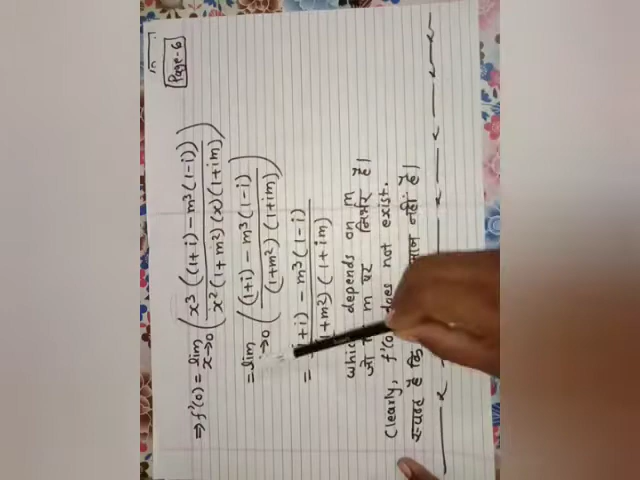 Page-6
⇒ f'(0) = lim x→0 (x³((1+i) - m³(1-i)) / x²(1+m²)(x)(1+im))
= lim x→0 ((1+i) - m³(1-i) / (1+m²)(1+im))
= (1+i) - m³(1-i) / (1+m²)(1+im)
which depends on m
जो m पर निर्भर है।
Clearly, f'(0) does not exist.
स्पष्ट है कि मान नहीं है।